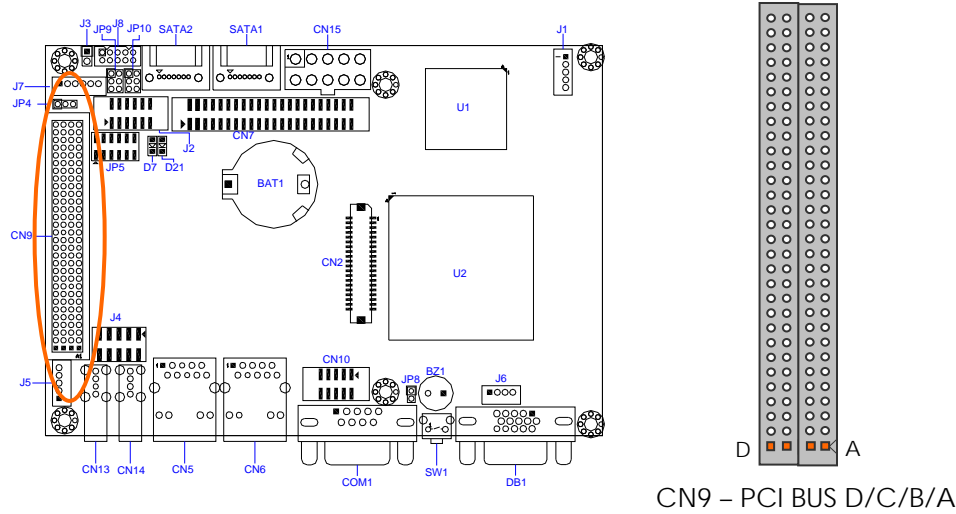 J3
JP9
J8
JP10
SATA2
SATA1
CN15
J1
J7
JP4
U1
CN7
J2
JP5
D7
D21
BAT1
CN9
CN2
U2
J4
A1
J5
CN10
JP8
BZ1
J6
CN13
CN14
CN5
CN6
COM1
SW1
DB1
D
A
CN9 – PCI BUS D/C/B/A